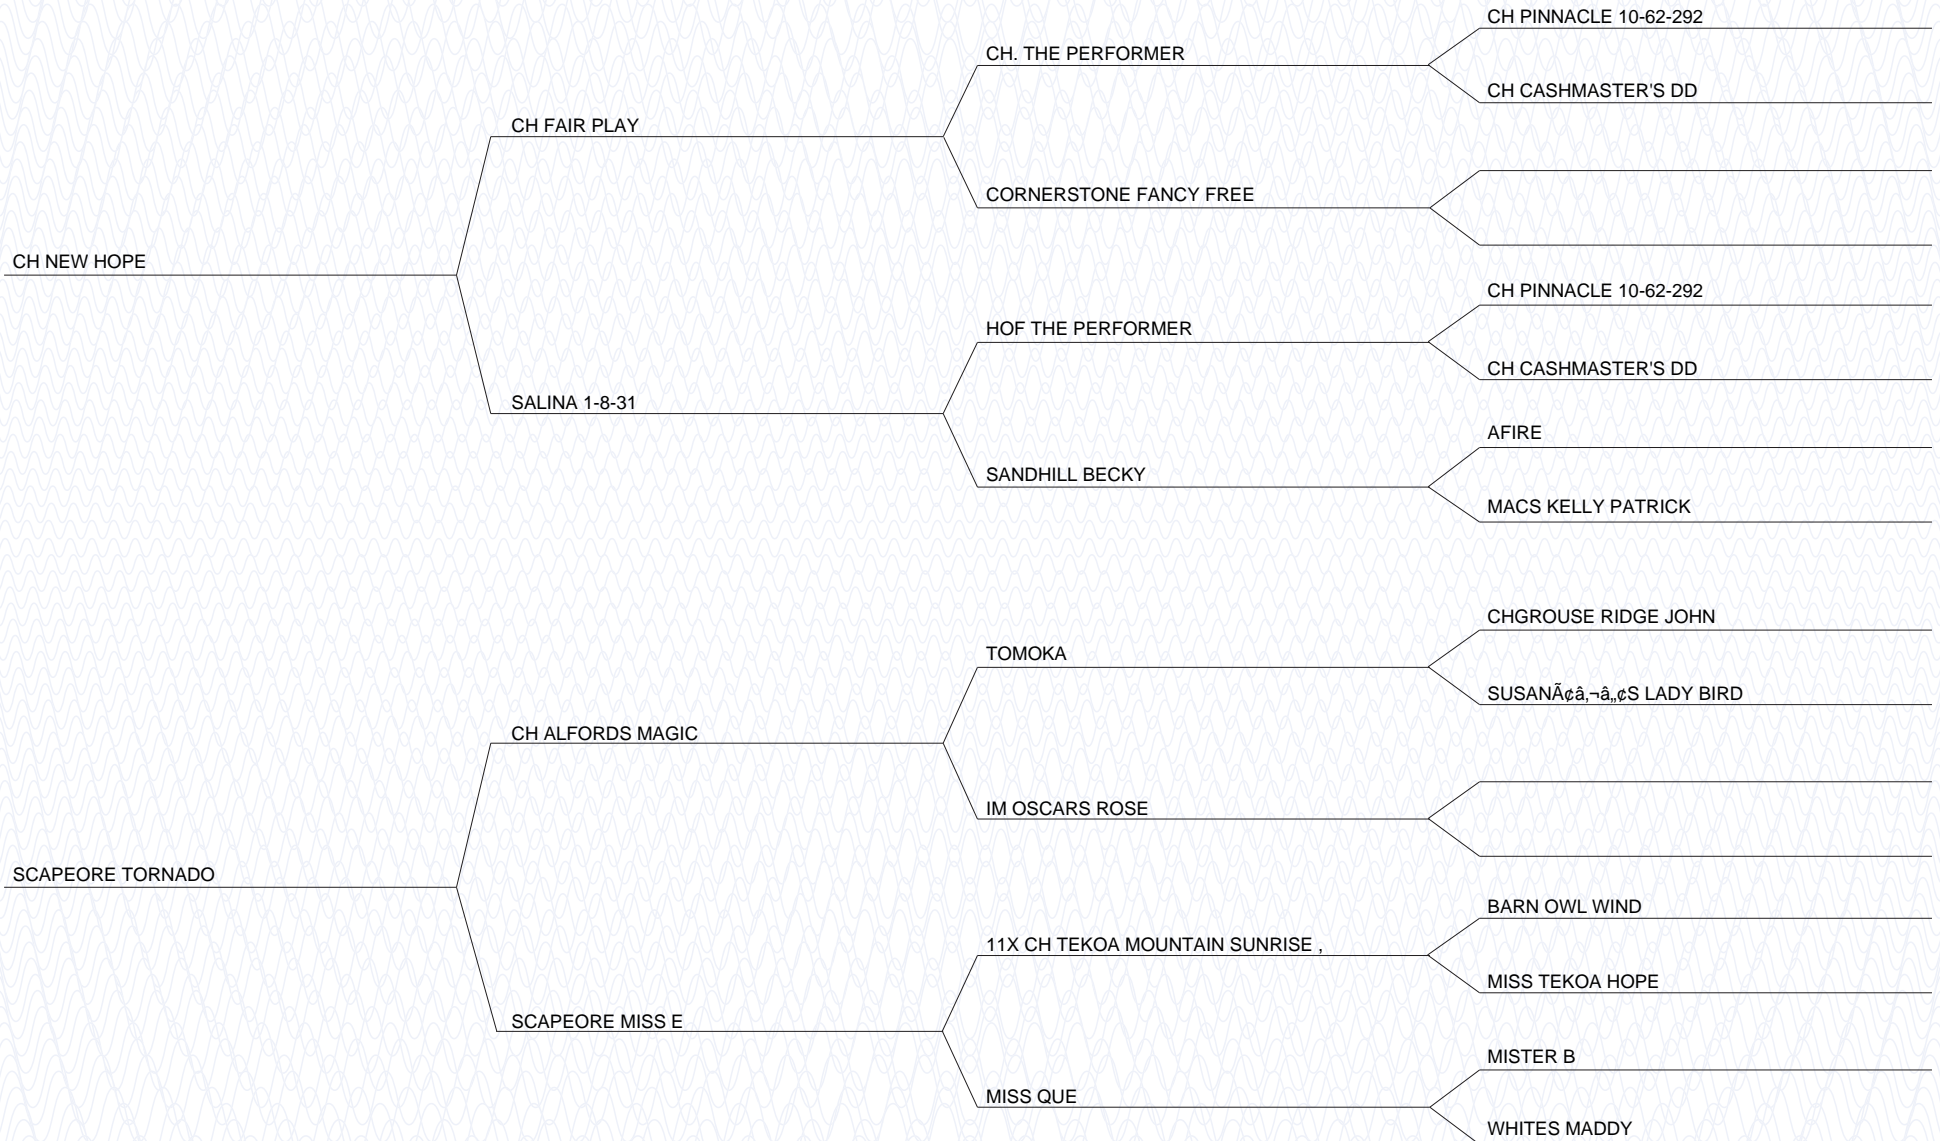 CH PINNACLE 10-62-292
CH. THE PERFORMER
CH CASHMASTER'S DD
CH FAIR PLAY
CORNERSTONE FANCY FREE
CH NEW HOPE
CH PINNACLE 10-62-292
HOF THE PERFORMER
CH CASHMASTER'S DD
SALINA 1-8-31
AFIRE
SANDHILL BECKY
MACS KELLY PATRICK
CHGROUSE RIDGE JOHN
TOMOKA
SUSANÃ¢â‚¬â„¢S LADY BIRD
CH ALFORDS MAGIC
IM OSCARS ROSE
SCAPEORE TORNADO
BARN OWL WIND
11X CH TEKOA MOUNTAIN SUNRISE ,
MISS TEKOA HOPE
SCAPEORE MISS E
MISTER B
MISS QUE
WHITES MADDY